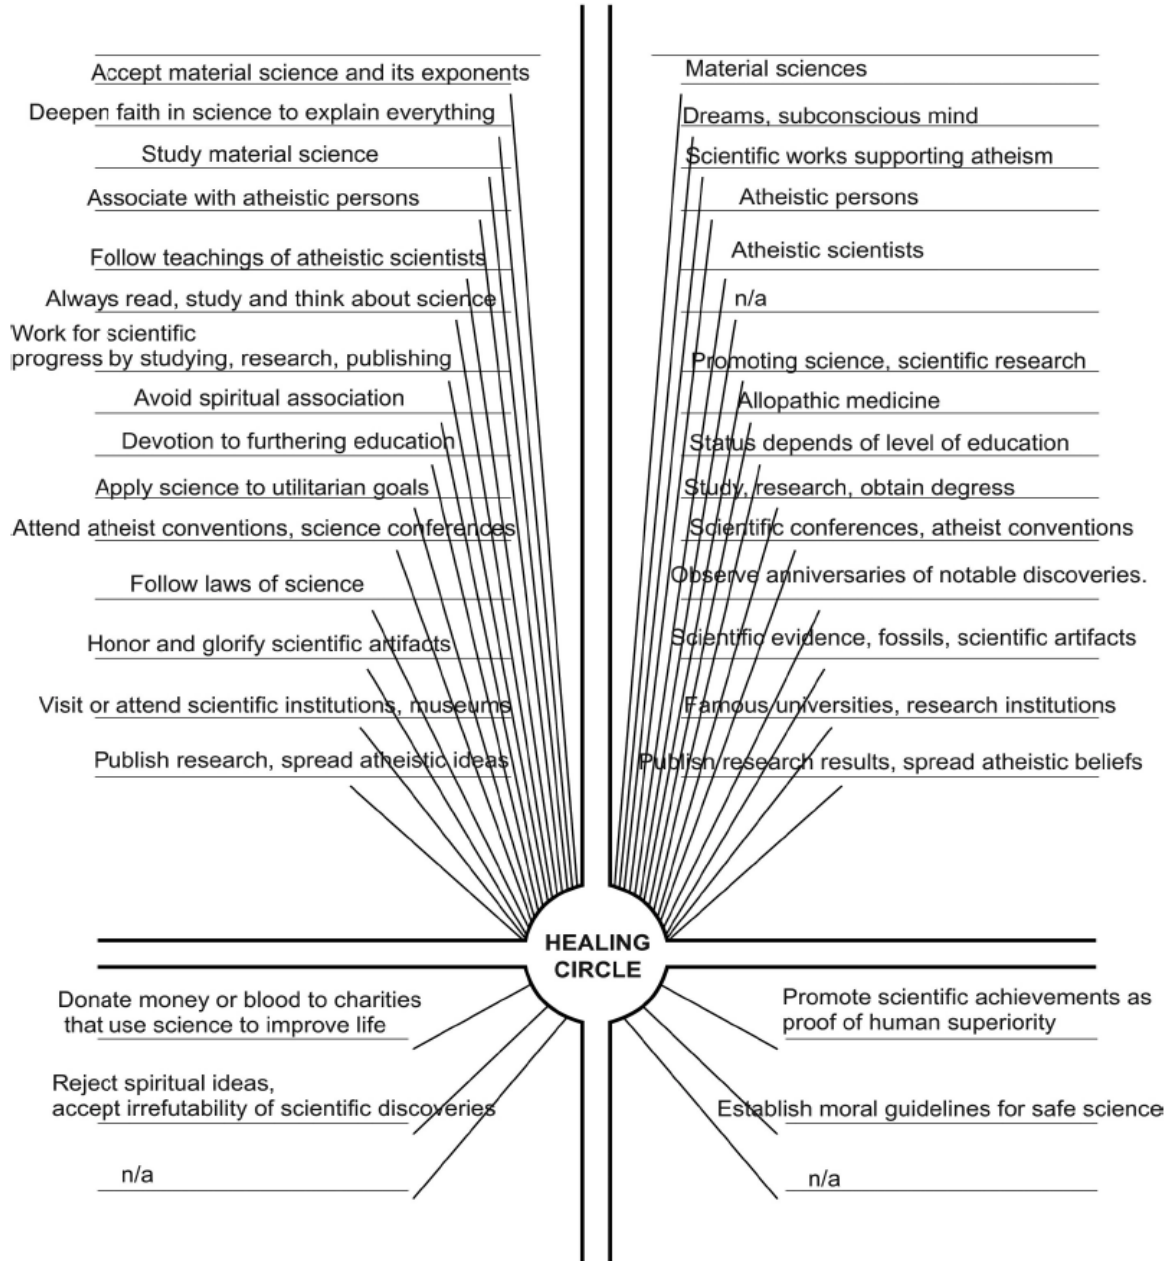 Accept material science and its exponents
Deepen faith in science to explain everything
Study material science
Associate with atheistic persons
Follow teachings of atheistic scientists
Always read, study and think about science
Work for scientific
progress by studying, research, publishing
Avoid spiritual association
Devotion to furthering education
Apply science to utilitarian goals
Attend atheist conventions, science conferences
Follow laws of science
Honor and glorify scientific artifacts
Visit or attend scientific institutions, museums
Publish research, spread atheistic ideas
Material sciences
Dreams, subconscious mind
Scientific works supporting atheism
Atheistic persons
Atheistic scientists
n/a
Promoting science, scientific research
Allopathic medicine
Status depends of level of education
Study, research, obtain degress
Scientific conferences, atheist conventions
Observe anniversaries of notable discoveries.
Scientific evidence, fossils, scientific artifacts
Famous universities, research institutions
Publish research results, spread atheistic beliefs
HEALING
CIRCLE
Donate money or blood to charities
that use science to improve life
Reject spiritual ideas,
accept irrefutability of scientific discoveries
n/a
Promote scientific achievements as
proof of human superiority
Establish moral guidelines for safe science
n/a